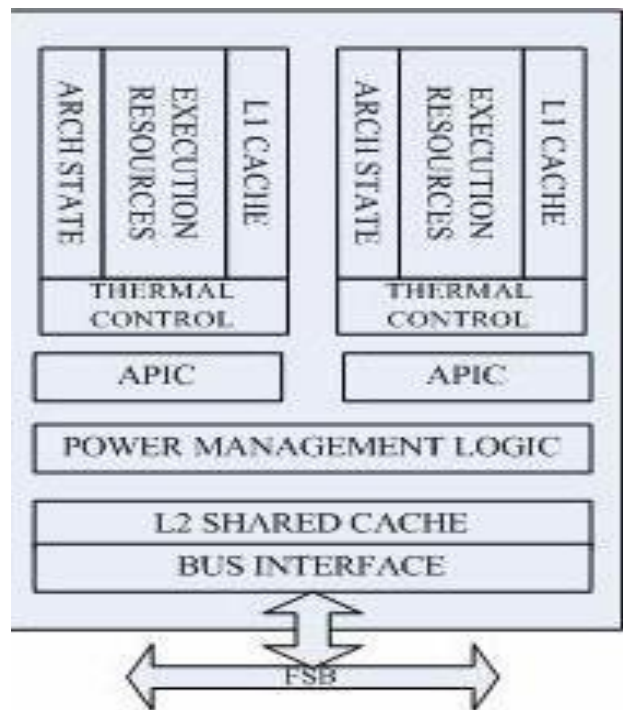 ARCH STATE
EXECUTION
RESOURCES
L1 CACHE
THERMAL
CONTROL
ARCH STATE
EXECUTION
RESOURCES
L1 CACHE
THERMAL
CONTROL
APIC
APIC
POWER MANAGEMENT LOGIC
L2 SHARED CACHE
BUS INTERFACE
FSB